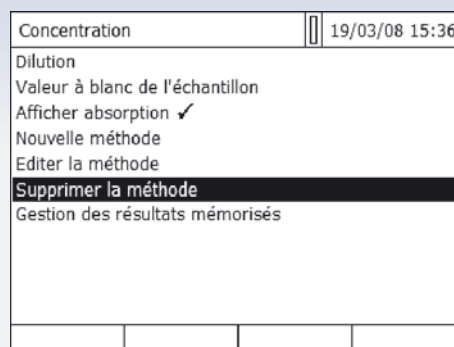 Concentration 19/03/08 15:36
Dilution
Valeur à blanc de l'échantillon
Afficher absorption ✓
Nouvelle méthode
Editer la méthode
Supprimer la méthode
Gestion des résultats mémorisés